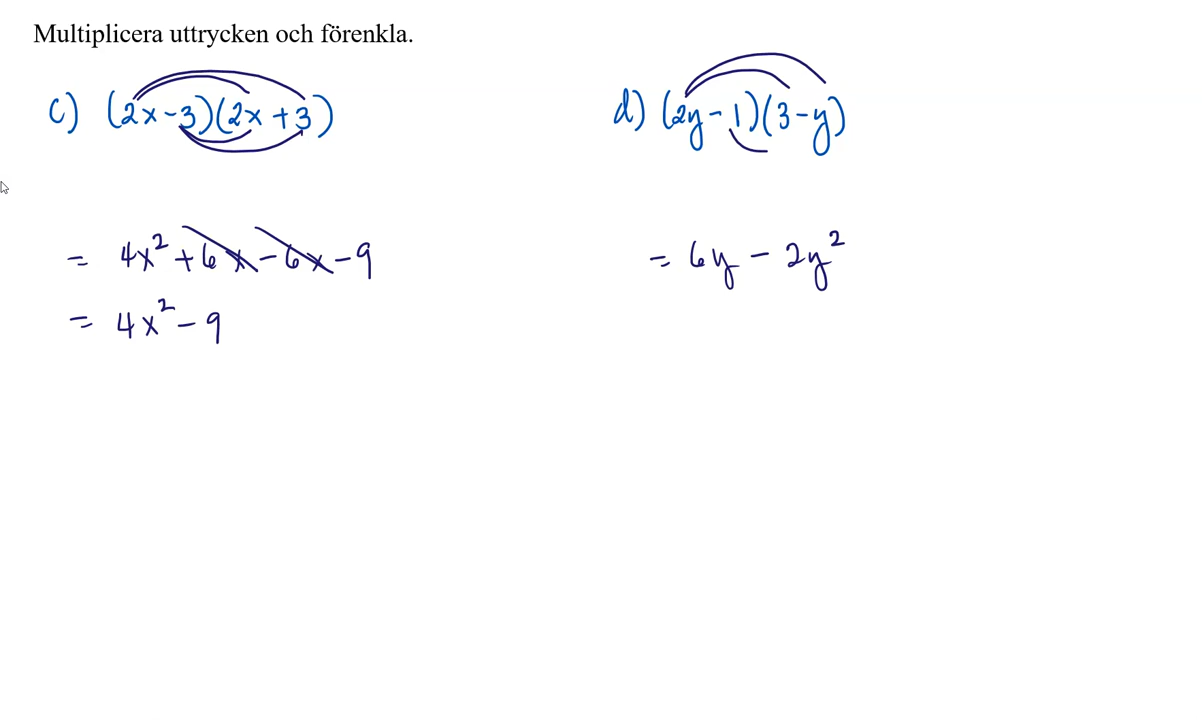 Multiplicera uttrycken och förenkla.
c) (2x-3)(2x+3)
= 4x² + 6x - 6x - 9
= 4x² - 9
d) (2y-1)(3-y)
= 6y - 2y²